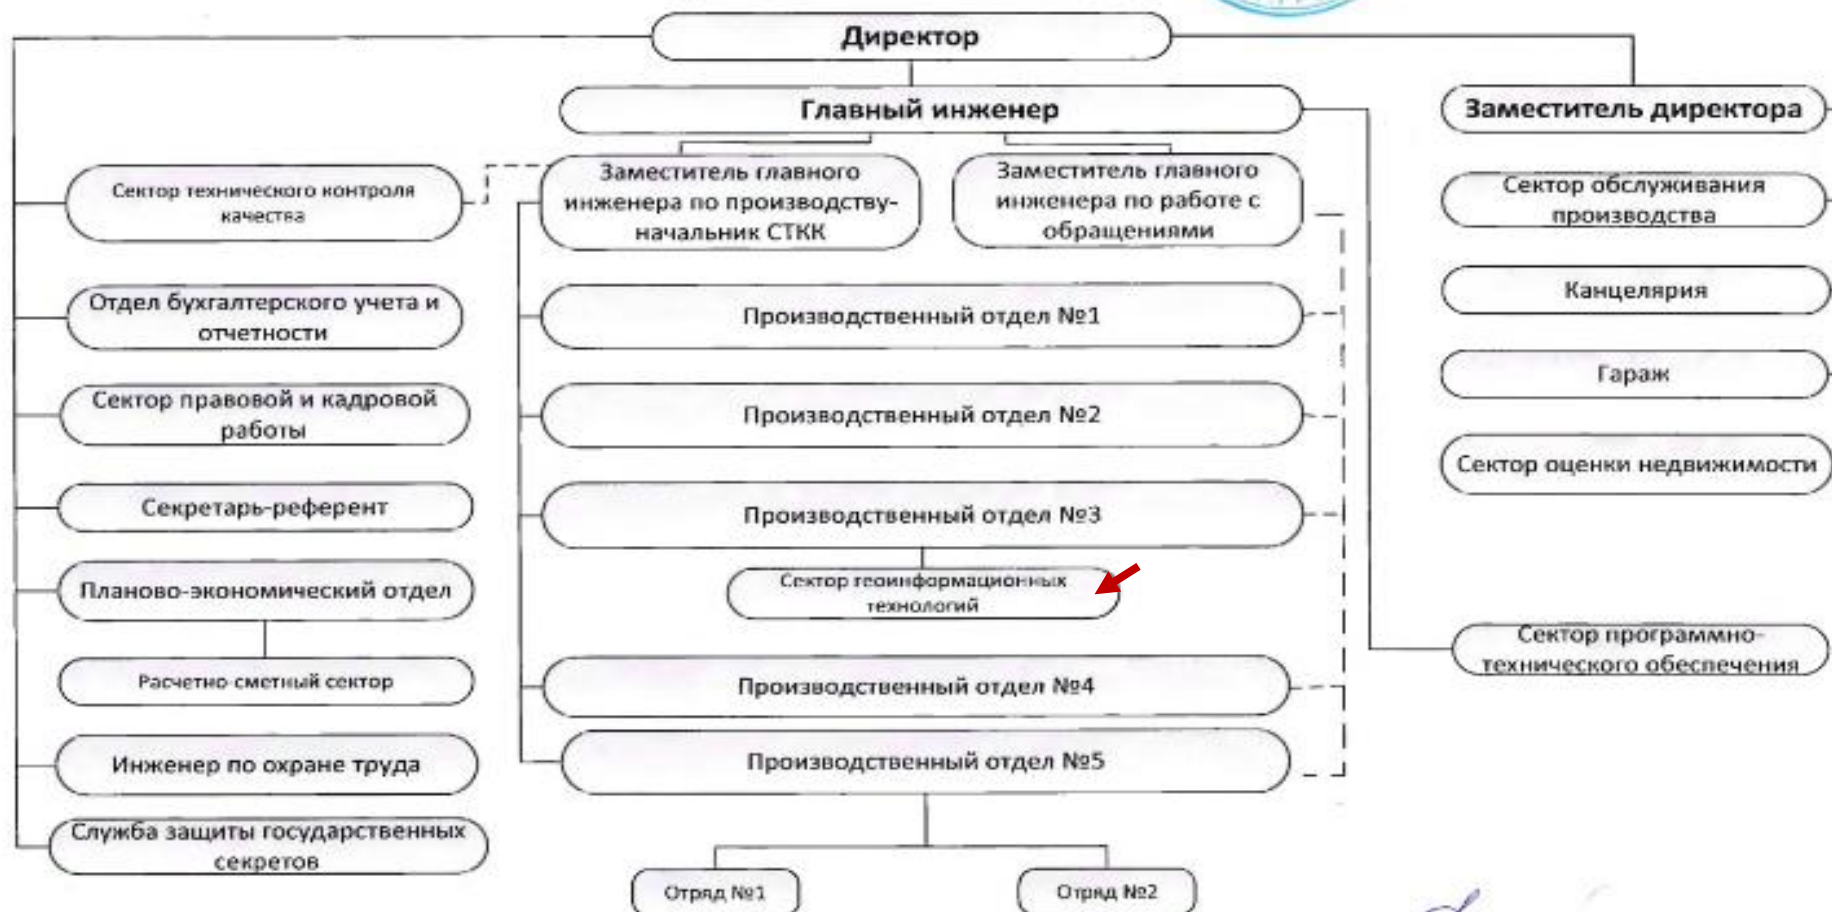 Директор
Главный инженер
Заместитель директора
Сектор технического контроля
качества
Заместитель главного
инженера по производству-
начальник СТКК
Заместитель главного
инженера по работе с
обращениями
Сектор обслуживания
производства
Отдел бухгалтерского учета и
отчетности
Производственный отдел №1
Канцелярия
Сектор правовой и кадровой
работы
Производственный отдел №2
Гараж
Секретарь-референт
Производственный отдел №3
Сектор оценки недвижимости
Планово-экономический отдел
Сектор геоинформационных
технологий
Сектор программно-
технического обеспечения
Расчетно-сметный сектор
Производственный отдел №4
Инженер по охране труда
Производственный отдел №5
Служба защиты государственных
секретов
Отряд №1
Отряд №2